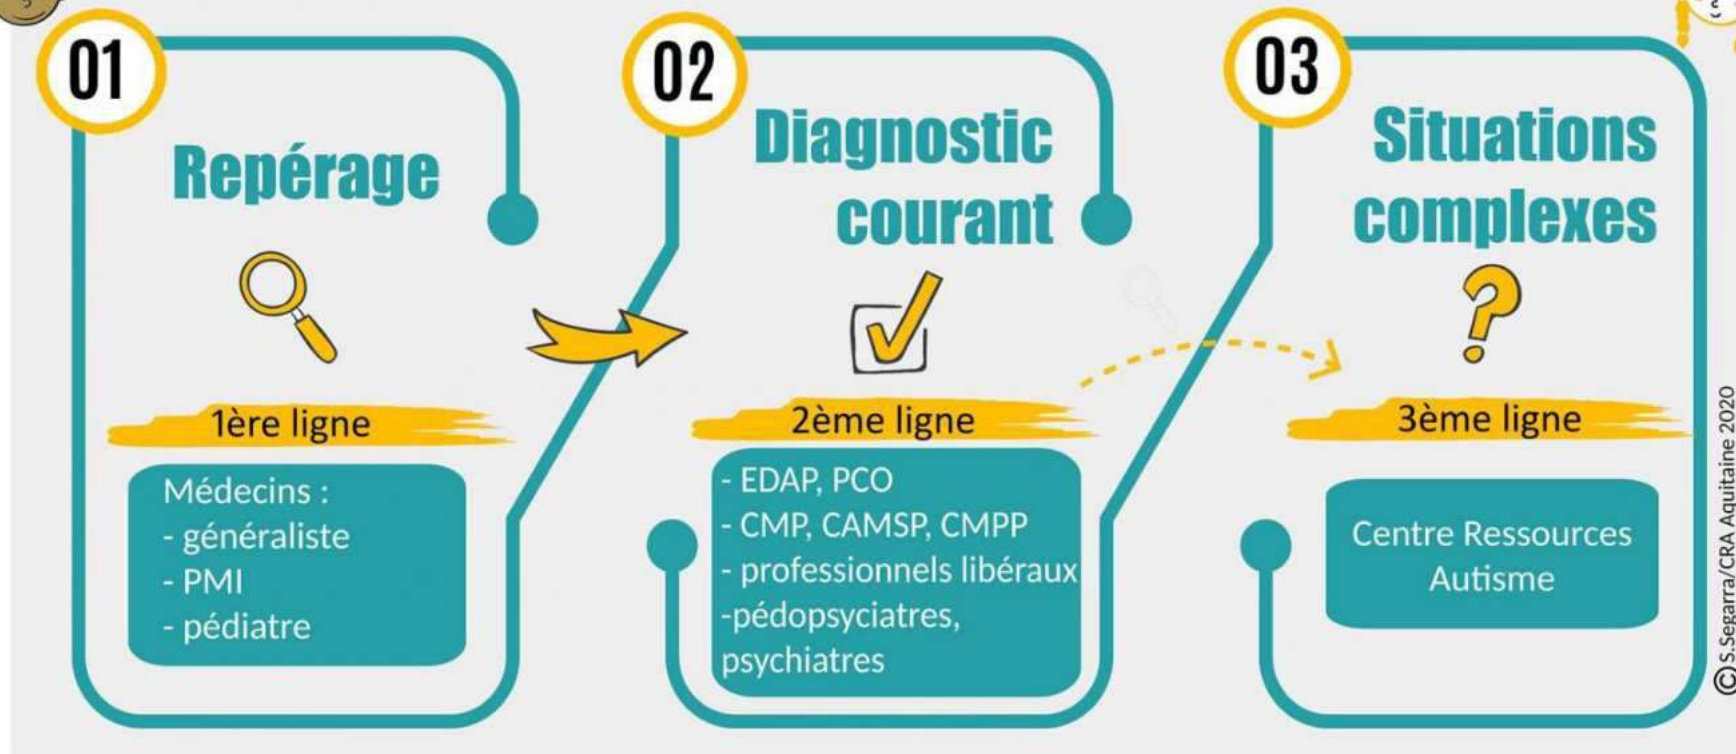 01
Repérage
1ère ligne
Médecins :
- généraliste
- PMI
- pédiatre
02
Diagnostic
courant
2ème ligne
- EDAP, PCO
- CMP, CAMSP, CMPP
- professionnels libéraux
-pédopsyciatres,
psychiatres
03
Situations
complexes
?
3ème ligne
Centre Ressources
Autisme
©S.Segarra/CRA Aquitaine 2020